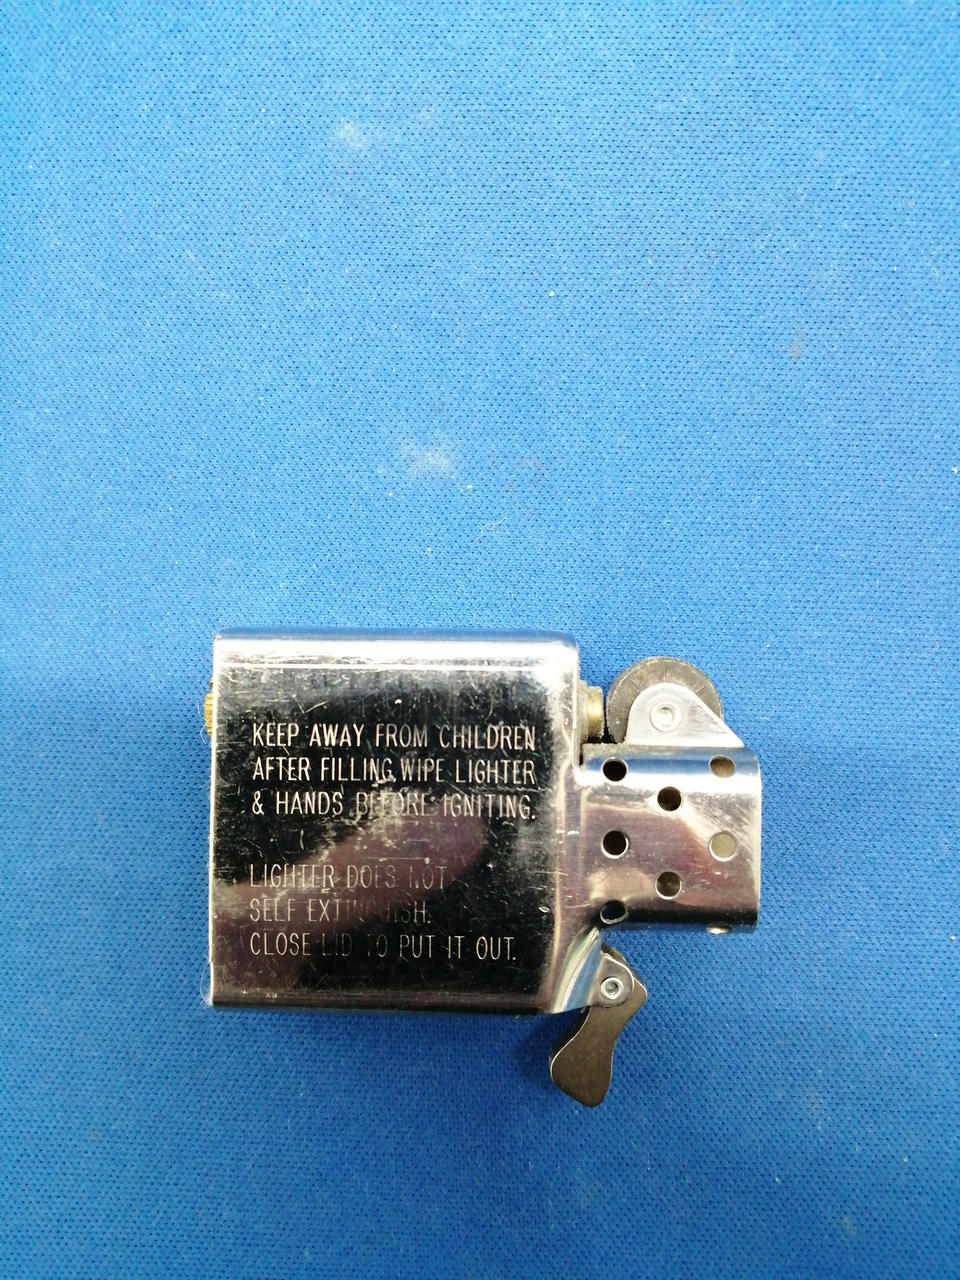 KEEP AWAY FROM CHILDREN
AFTER FILLING, WIPE LIGHTER
& HANDS BEFORE IGNITING.
LIGHTER DOES NOT
SELF EXTINGUISH.
CLOSE LID TO PUT IT OUT.